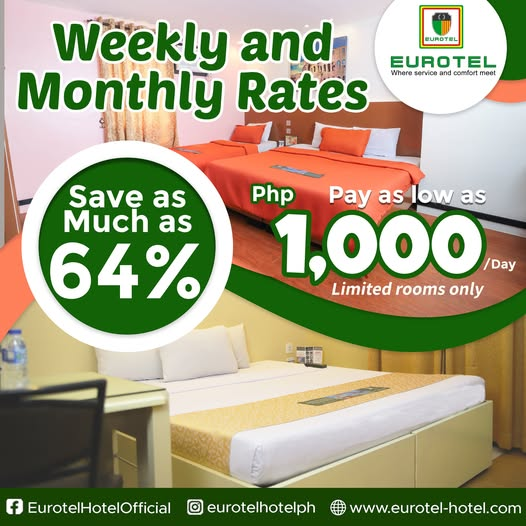 Weekly and
Monthly Rates
EUROTEL
EUROTEL
Where service and comfort meet
Save as
Much as
64%
Php Pay as low as
1,000 /Day
Limited rooms only
EurotelHotelOfficial eurotelhotelph www.eurotel-hotel.com